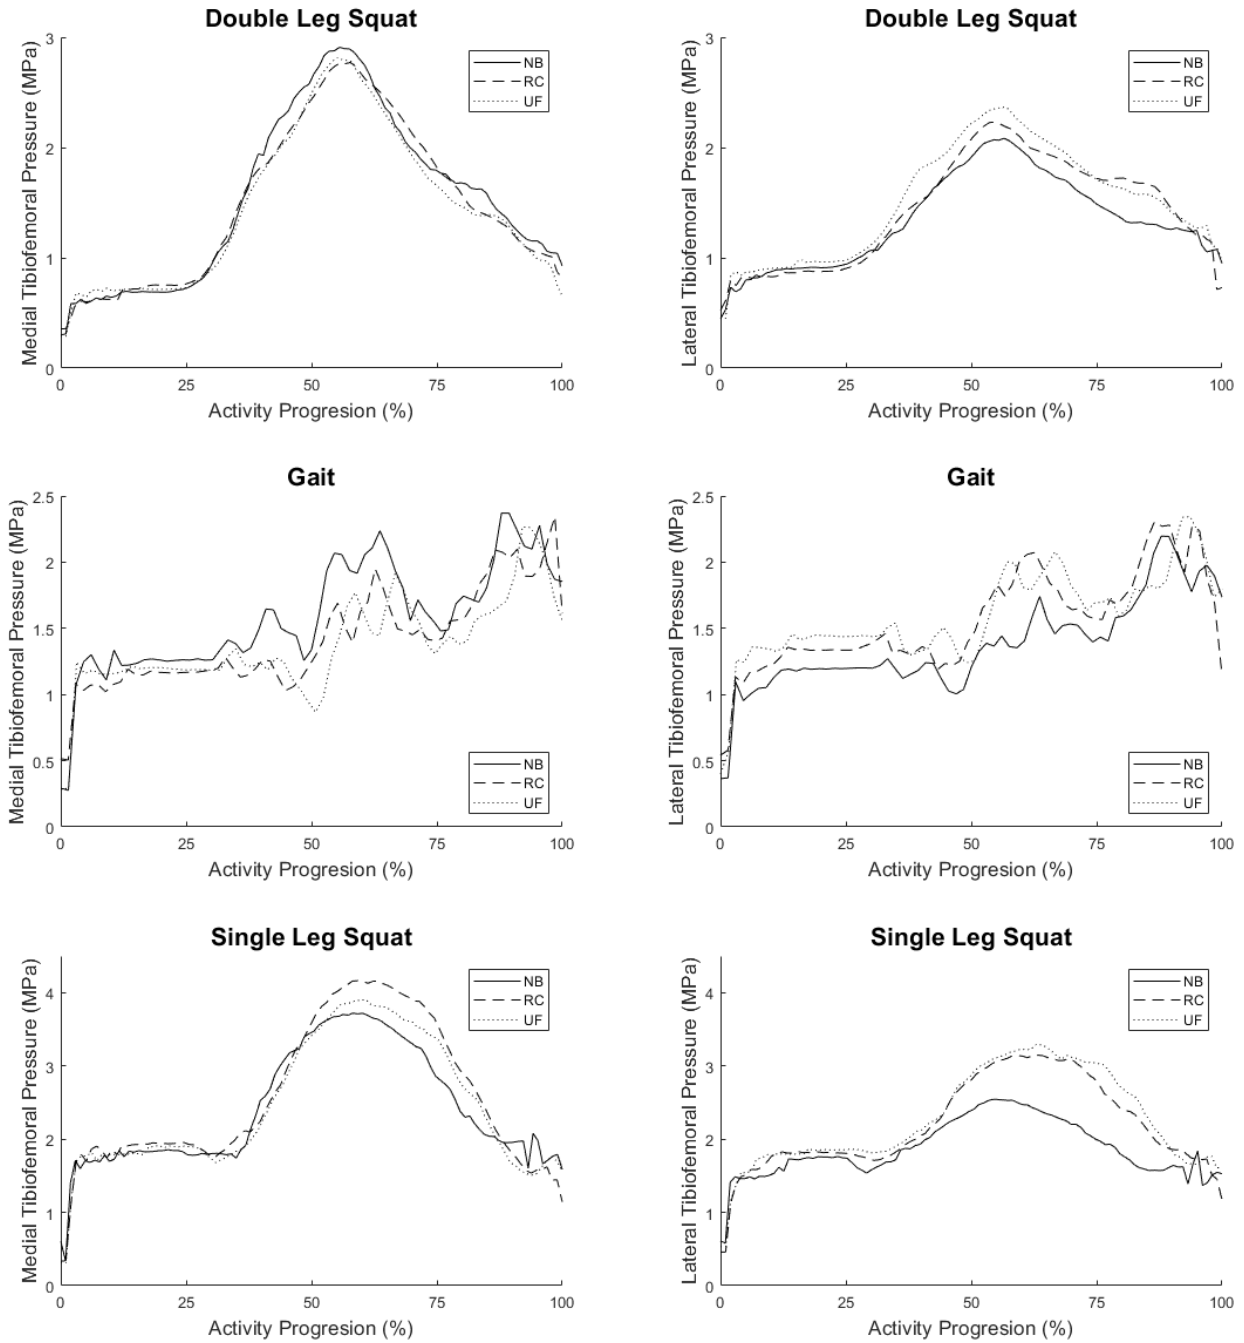 Double Leg Squat
Medial Tibiofemoral Pressure (MPa)
3
2
1
0
0 25 50 75 100
Activity Progresion (%)
NB
RC
UF
Double Leg Squat
Lateral Tibiofemoral Pressure (MPa)
3
2
1
0
0 25 50 75 100
Activity Progresion (%)
NB
RC
UF
Gait
Medial Tibiofemoral Pressure (MPa)
2.5
2
1.5
1
0.5
0
0 25 50 75 100
Activity Progresion (%)
NB
RC
UF
Gait
Lateral Tibiofemoral Pressure (MPa)
2.5
2
1.5
1
0.5
0
0 25 50 75 100
Activity Progresion (%)
NB
RC
UF
Single Leg Squat
Medial Tibiofemoral Pressure (MPa)
4
3
2
1
0
0 25 50 75 100
Activity Progresion (%)
NB
RC
UF
Single Leg Squat
Lateral Tibiofemoral Pressure (MPa)
4
3
2
1
0
0 25 50 75 100
Activity Progresion (%)
NB
RC
UF